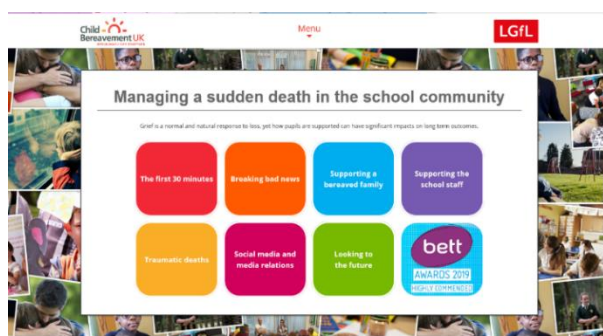 Child
Bereavement UK
Menu
LGfL
Managing a sudden death in the school community
Grief is a normal and natural response to loss, yet how pupils are supported can have significant impacts on long term outcomes.
The first 30 minutes
Breaking bad news
Supporting a
bereaved family
Supporting the
school staff
Traumatic deaths
Social media and
media relations
Looking to
the future
bett
AWARDS 2019
HIGHLY COMMENDED